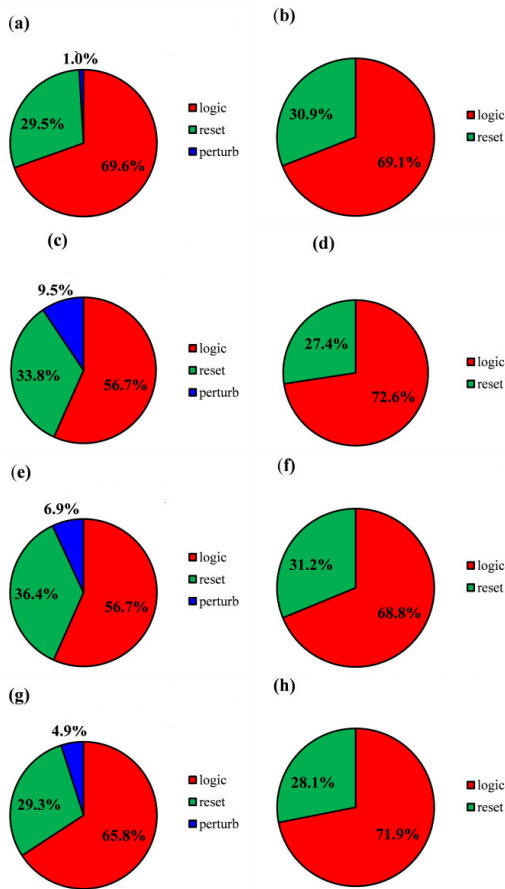 (a)
1.0%
29.5%
69.6%
logic
reset
perturb
(b)
30.9%
69.1%
logic
reset
(c)
9.5%
33.8%
56.7%
logic
reset
perturb
(d)
27.4%
72.6%
logic
reset
(e)
6.9%
36.4%
56.7%
logic
reset
perturb
(f)
31.2%
68.8%
logic
reset
(g)
4.9%
29.3%
65.8%
logic
reset
perturb
(h)
28.1%
71.9%
logic
reset